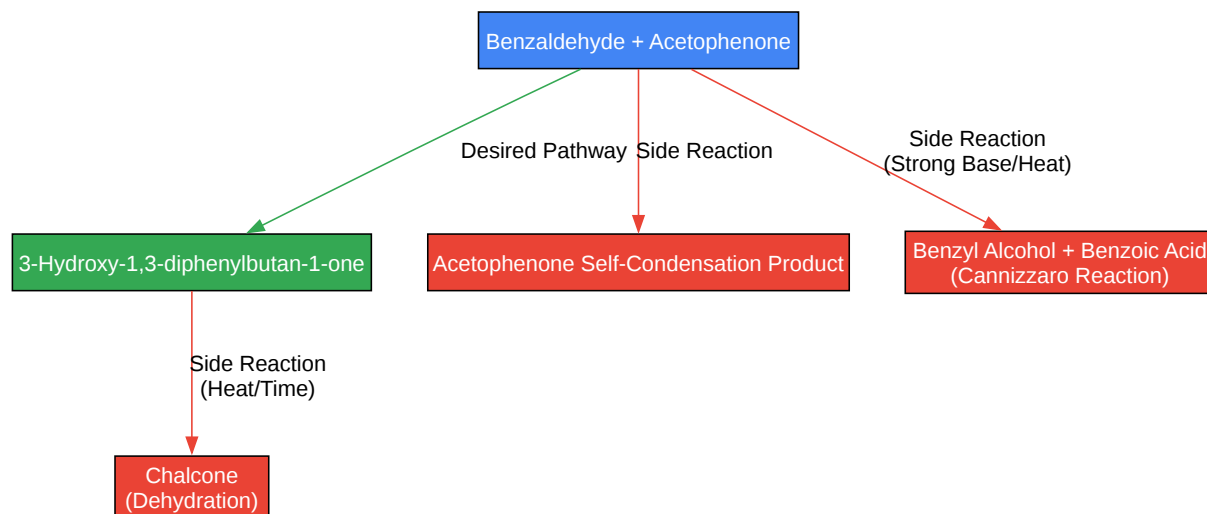 Benzaldehyde + Acetophenone
Desired Pathway
Side Reaction
Side Reaction
(Strong Base/Heat)
3-Hydroxy-1,3-diphenylbutan-1-one
Acetophenone Self-Condensation Product
Benzyl Alcohol + Benzoic Acid
(Cannizzaro Reaction)
Side Reaction
(Heat/Time)
Chalcone
(Dehydration)